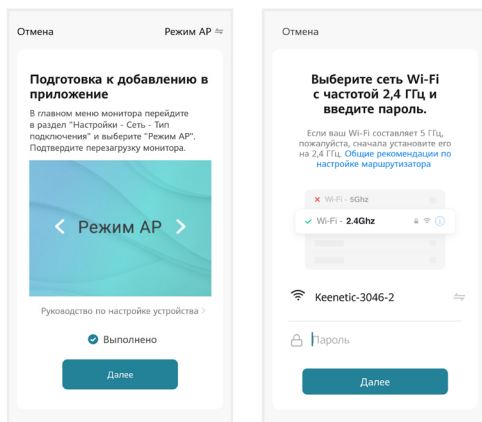 Отмена
Режим AP
Подготовка к добавлению в
приложение
В главном меню монитора перейдите
в раздел "Настройки - Сеть - Тип
подключения" и выберите "Режим AP".
Подтвердите перезагрузку монитора.
Режим AP
Руководство по настройке устройства
Выполнено
Далее
Отмена
Выберите сеть Wi-Fi
с частотой 2,4 ГГц и
введите пароль.
Если ваш Wi-Fi составляет 5 ГГц,
пожалуйста, сначала установите его
на 2,4 ГГц. Общие рекомендации по
настройке маршрутизатора
Wi-Fi - 5Ghz
Wi-Fi - 2.4Ghz
Keenetic-3046-2
Пароль
Далее